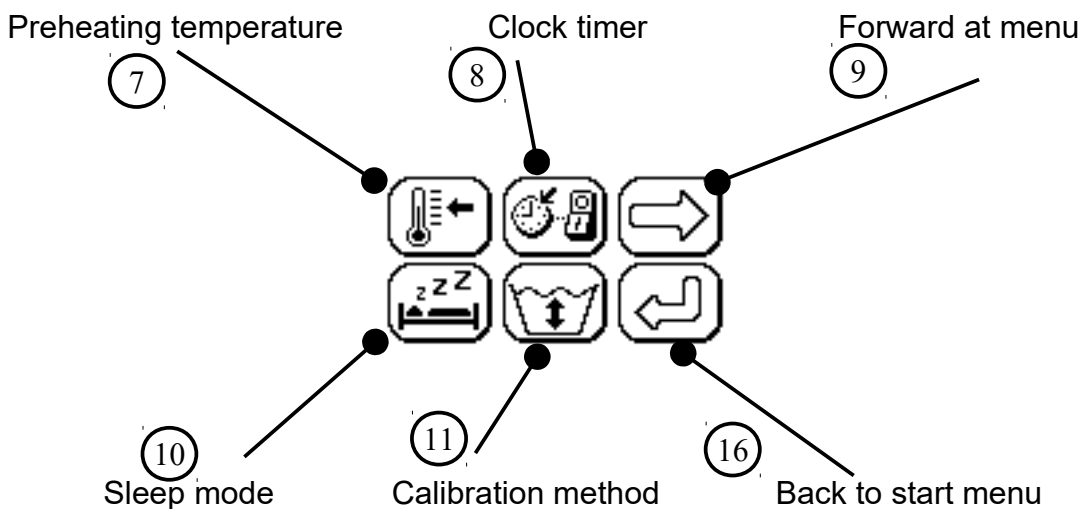 Preheating temperature
Clock timer
Forward at menu
7
8
9
z z Z
10
11
16
Sleep mode
Calibration method
Back to start menu